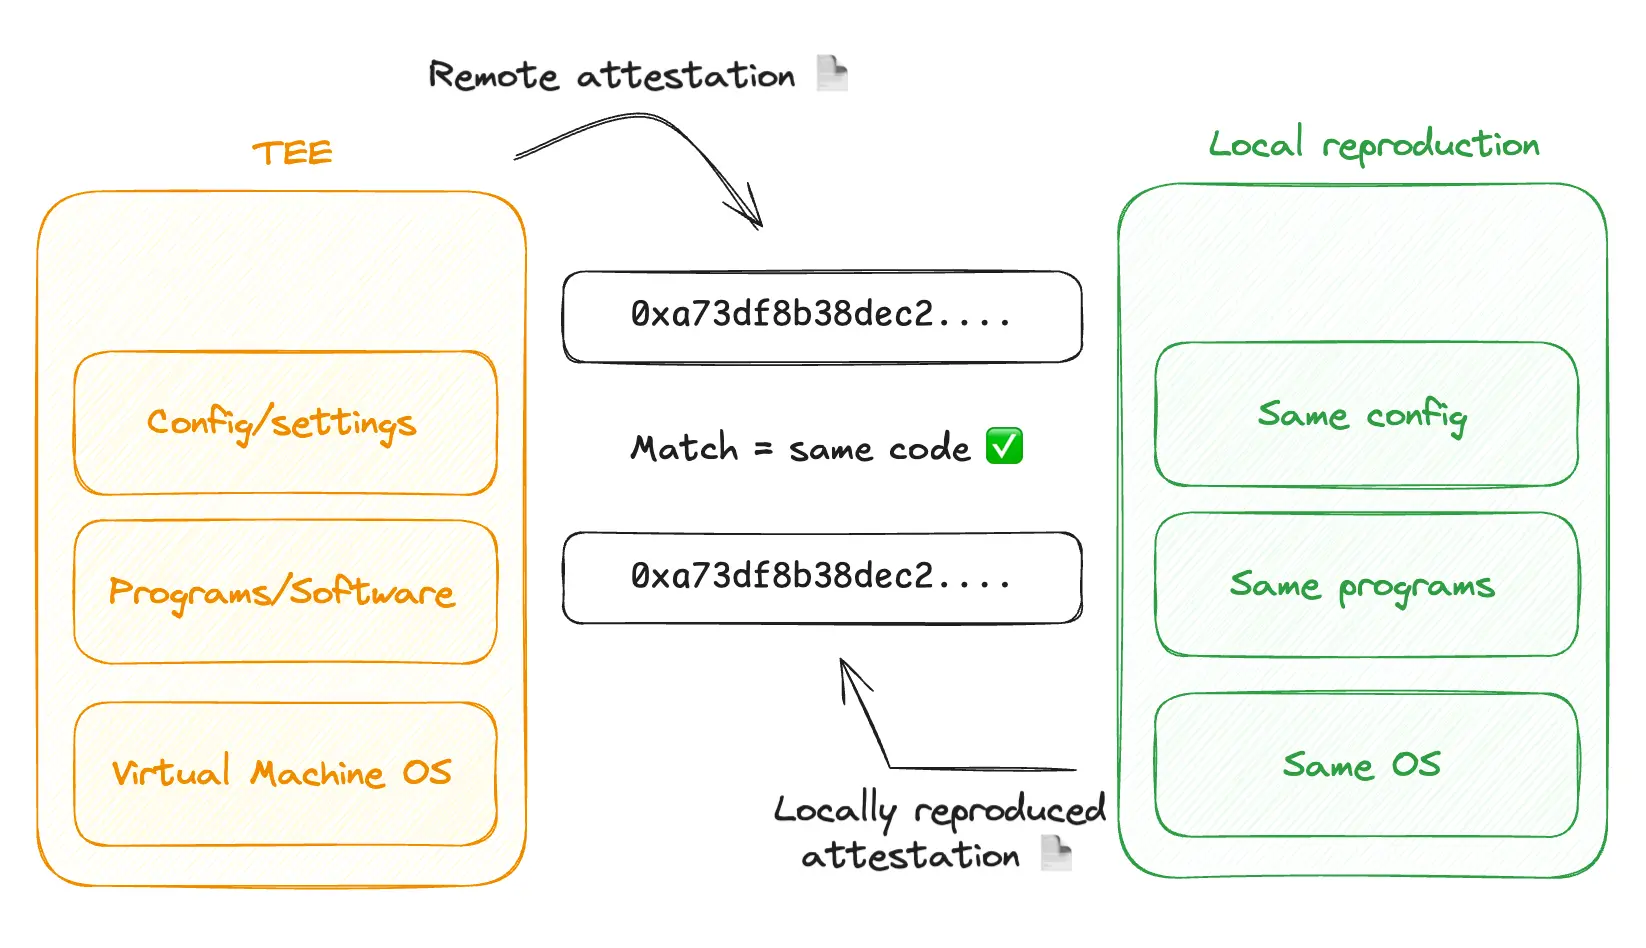 Remote attestation
TEE
Local reproduction
0xa73df8b38dec2....
Config/settings
Same config
Match = same code ✅
Programs/Software
0xa73df8b38dec2....
Same programs
Virtual Machine OS
Same OS
Locally reproduced
attestation